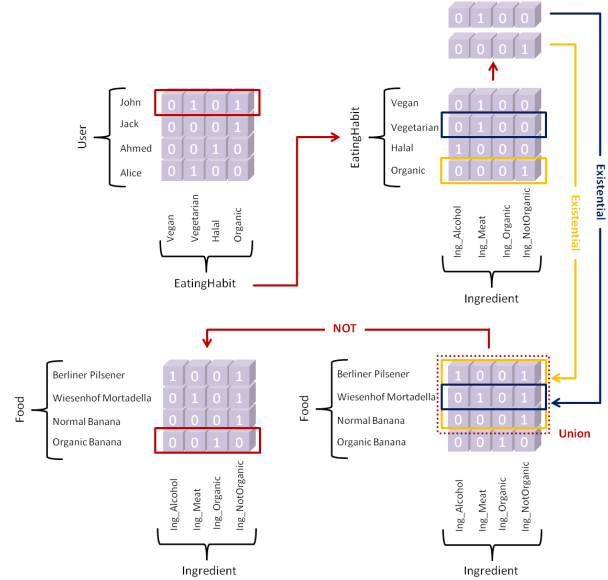 0 1 0 0
0 0 0 1
User
John
Jack
Ahmed
Alice
0 1 0 1
0 0 0 1
0 0 1 0
0 1 0 0
Vegan
Vegetarian
Halal
Organic
EatingHabit
EatingHabit
Vegan
Vegetarian
Halal
Organic
0 1 0 0
0 1 0 0
1 0 0 0
0 0 0 1
Ing_Alcohol
Ing_Meat
Ing_Organic
Ing_NotOrganic
Ingredient
Existential
Existential
NOT
Food
Berliner Pilsener
Wiesenhof Mortadella
Normal Banana
Organic Banana
1 0 0 1
0 1 0 1
0 0 0 1
0 0 1 0
Ing_Alcohol
Ing_Meat
Ing_Organic
Ing_NotOrganic
Ingredient
Food
Berliner Pilsener
Wiesenhof Mortadella
Normal Banana
Organic Banana
1 0 0 1
0 1 0 1
0 0 0 1
0 0 1 0
Union
Ing_Alcohol
Ing_Meat
Ing_Organic
Ing_NotOrganic
Ingredient